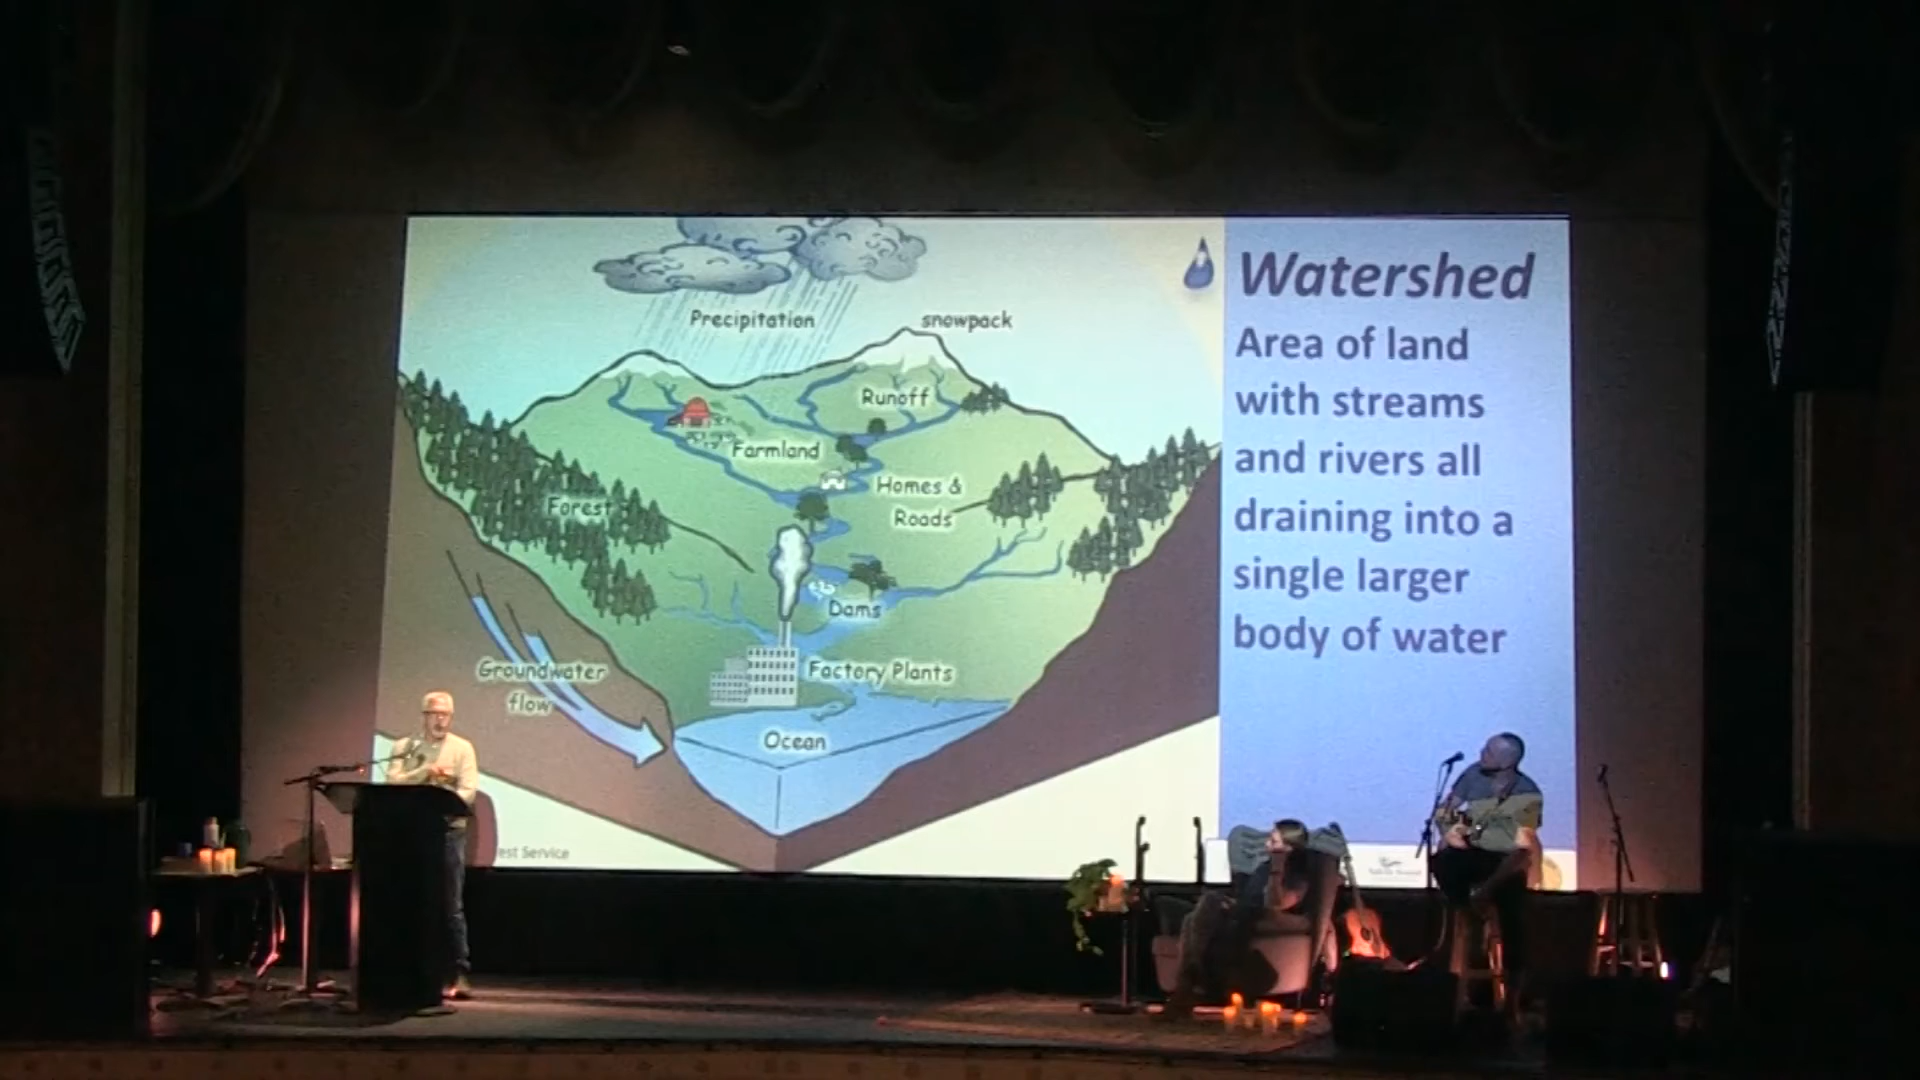 Precipitation
snowpack
Runoff
Farmland
Homes &
Roads
Forest
Dams
Groundwater
flow
Factory Plants
Ocean
est Service
Watershed
Area of land
with streams
and rivers all
draining into a
single larger
body of water